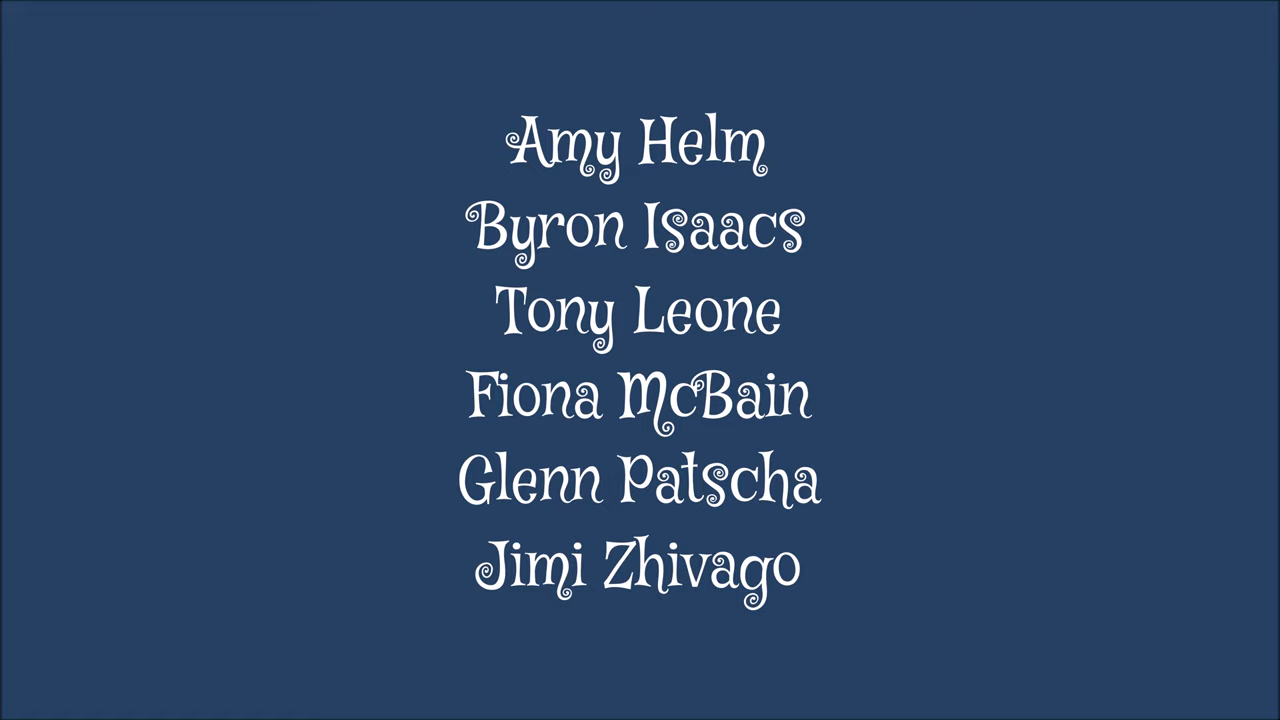 Amy Helm
Byron Isaacs
Tony Leone
Fiona McBain
Glenn Patscha
Jimi Zhivago